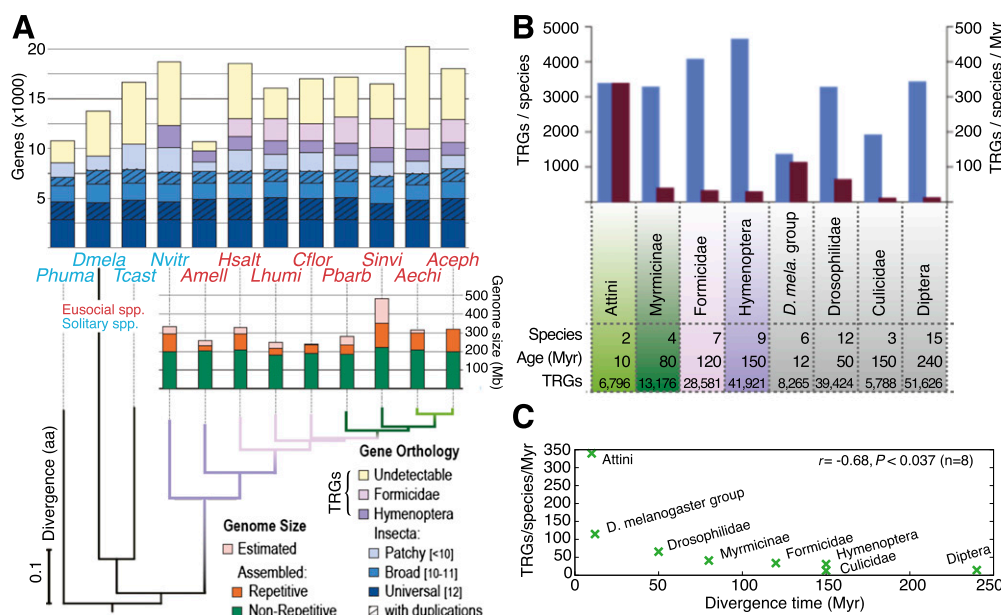 A
Genes (x1000)
20
15
10
5
Dmela Nvitr Hsalt Cflor Sinvi Aceph
Phuma Tcast Amell Lhumi Pbarb Aechi
Eusocial spp.
Solitary spp.
Genome size (Mb)
500
400
300
200
100
Divergence (aa)
0.1
Genome Size
Estimated
Assembled:
Repetitive
Non-Repetitive
Gene Orthology
TRGs
Undetectable
Formicidae
Hymenoptera
Insecta:
Patchy [<10]
Broad [10-11]
Universal [12]
with duplications
B
TRGs / species
5000
4000
3000
2000
1000
TRGs / species / Myr
500
400
300
200
100
Attini
Myrmicinae
Formicidae
Hymenoptera
D. mela. group
Drosophilidae
Culicidae
Diptera
Species 2 4 7 9 6 12 3 15
Age (Myr) 10 80 120 150 12 50 150 240
TRGs 6,796 13,176 28,581 41,921 8,265 39,424 5,788 51,626
C
TRGs/species/Myr
350
300
250
200
150
100
50
0
r= -0.68, P < 0.037 (n=8)
Attini
D. melanogaster group
Drosophilidae
Myrmicinae
Formicidae
Hymenoptera
Culicidae
Diptera
0 50 100 150 200 250
Divergence time (Myr)